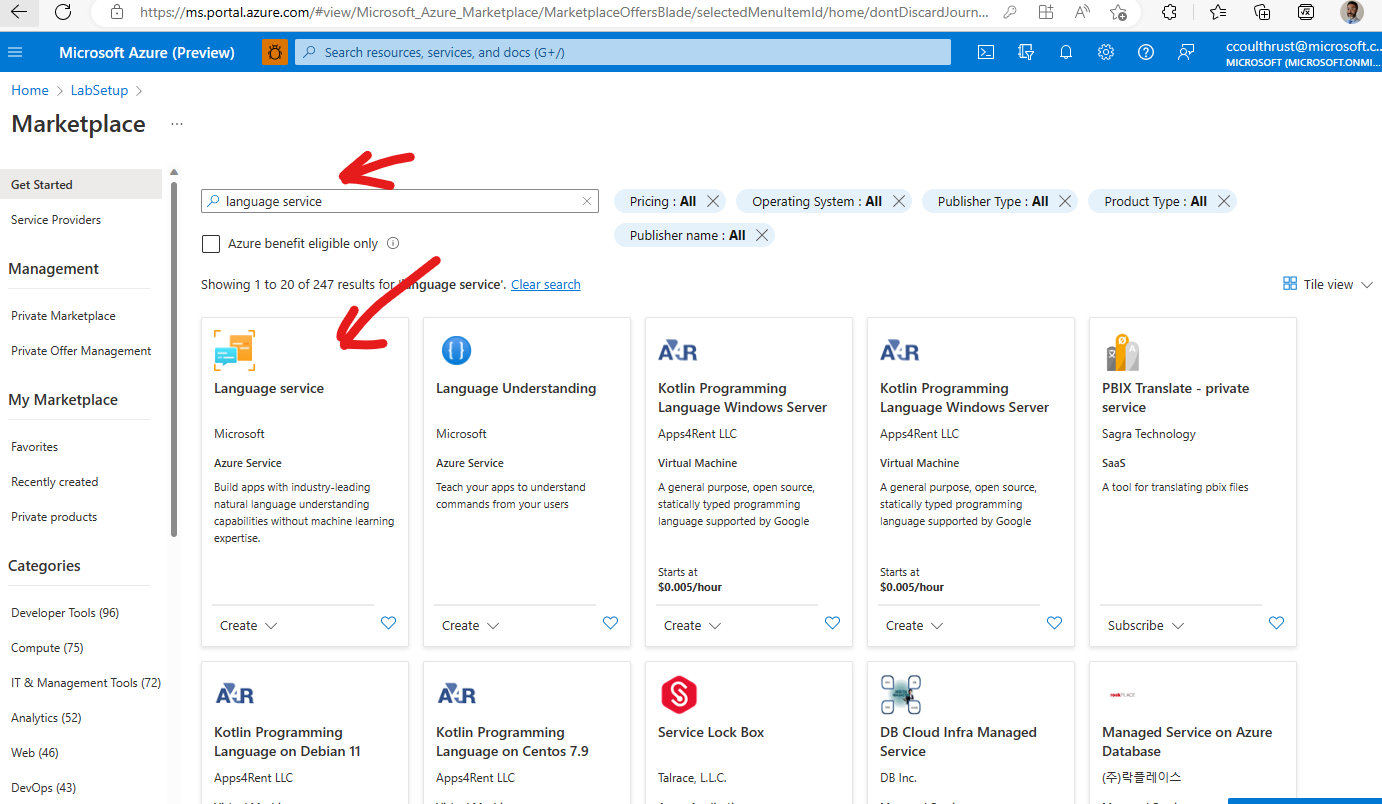 https://ms.portal.azure.com/#view/Microsoft_Azure_Marketplace/MarketplaceOffersBlade/selectedMenuItemId/home/dontDiscardJourn...
Microsoft Azure (Preview)
Search resources, services, and docs (G+/)
ccoulthrust@microsoft.c...
MICROSOFT (MICROSOFT.ONMI...
Home > LabSetup >
Marketplace ...
Get Started
Service Providers
Management
Private Marketplace
Private Offer Management
My Marketplace
Favorites
Recently created
Private products
Categories
Developer Tools (96)
Compute (75)
IT & Management Tools (72)
Analytics (52)
Web (46)
DevOps (43)
language service
Pricing : All
Operating System : All
Publisher Type : All
Product Type : All
Publisher name : All
Azure benefit eligible only
Showing 1 to 20 of 247 results for 'language service'. Clear search
Tile view
Language service
Microsoft
Azure Service
Build apps with industry-leading
natural language understanding
capabilities without machine learning
expertise.
Create
Language Understanding
Microsoft
Azure Service
Teach your apps to understand
commands from your users
Create
A4R
Kotlin Programming
Language Windows Server
Apps4Rent LLC
Virtual Machine
A general purpose, open source,
statically typed programming
language supported by Google
Starts at
$0.005/hour
Create
A4R
Kotlin Programming
Language Windows Server
Apps4Rent LLC
Virtual Machine
A general purpose, open source,
statically typed programming
language supported by Google
Starts at
$0.005/hour
Create
PBIX Translate - private
service
Sagra Technology
SaaS
A tool for translating pbix files
Subscribe
A4R
Kotlin Programming
Language on Debian 11
Apps4Rent LLC
A4R
Kotlin Programming
Language on Centos 7.9
Apps4Rent LLC
Service Lock Box
Talrace, L.L.C.
DB Cloud Infra Managed
Service
DB Inc.
rockPLACE
Managed Service on Azure
Database
(주)락플레이스